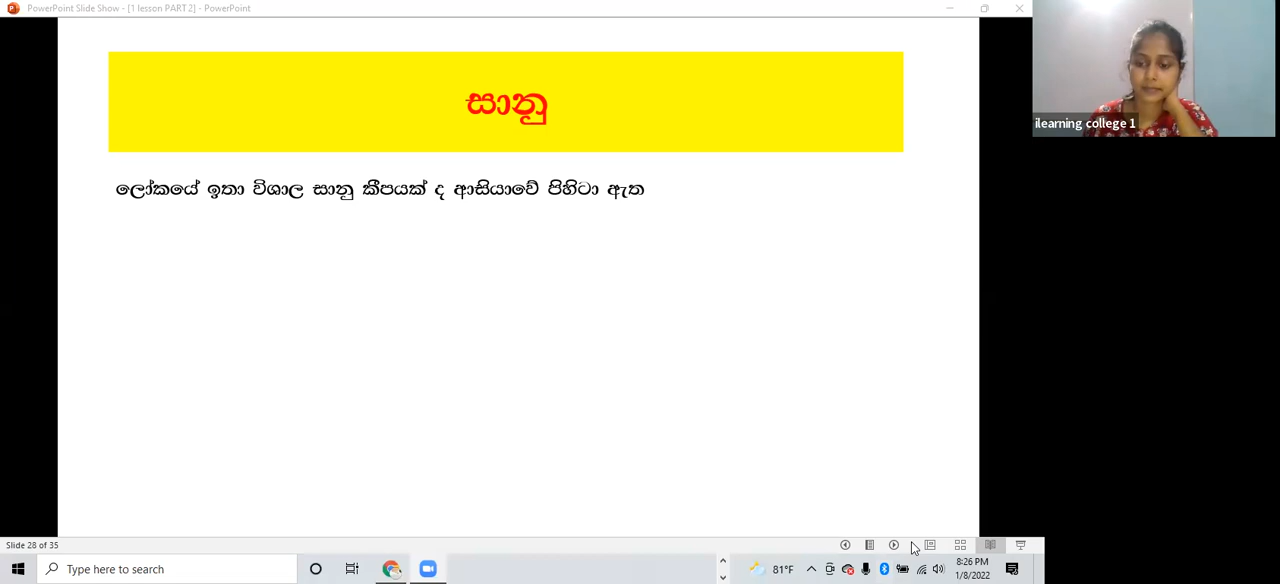 PowerPoint Slide Show - [1 lesson PART 2] - PowerPoint
ilearning college 1
සානු
ලෝකයේ ඉතා විශාල සානු කීපයක් ද ආසියාවේ පිහිටා ඇත
Slide 28 of 35
Type here to search
81°F
8:26 PM
1/8/2022